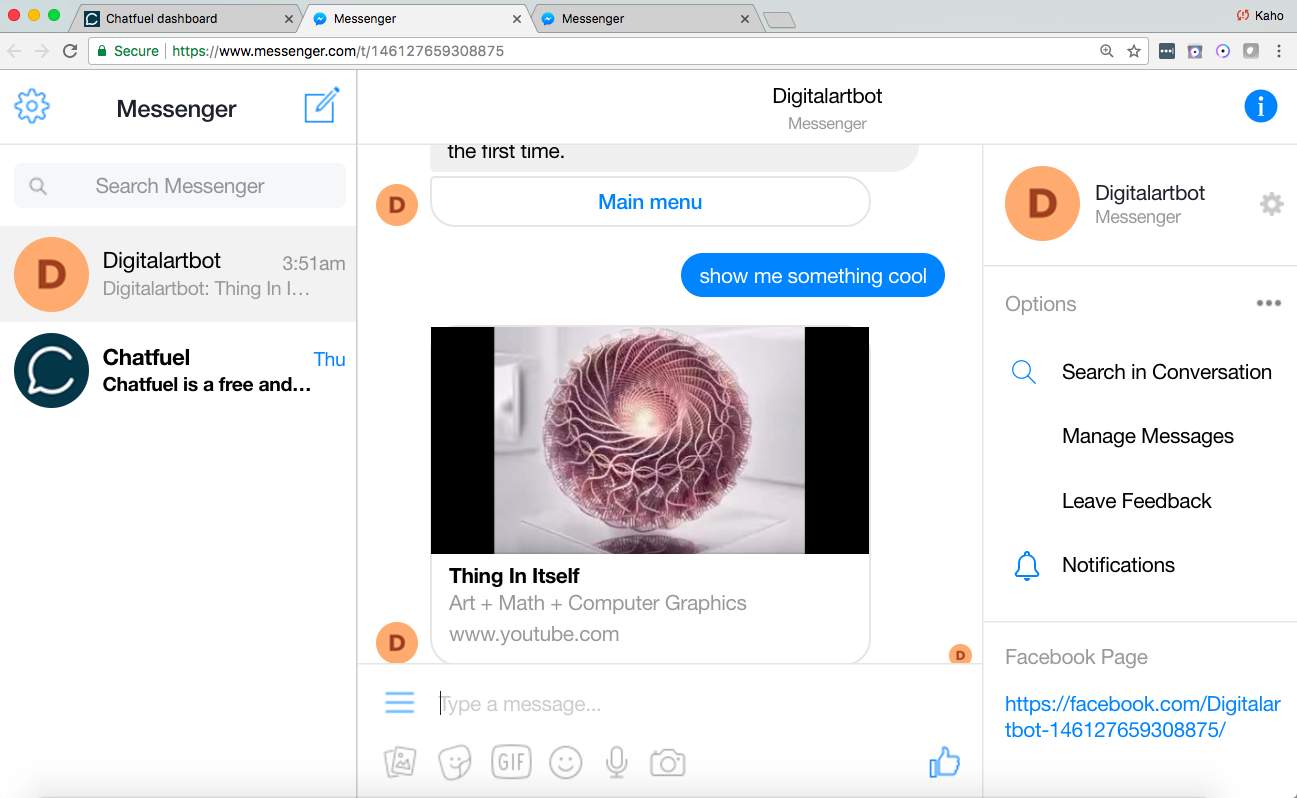 Chatfuel dashboard
Messenger
Messenger
Kaho
Secure
https://www.messenger.com/t/146127659308875
Messenger
Search Messenger
D
Digitalartbot
3:51am
Digitalartbot: Thing In I...
Chatfuel
Thu
Chatfuel is a free and...
Digitalartbot
Messenger
the first time.
D
Main menu
show me something cool
Thing In Itself
Art + Math + Computer Graphics
www.youtube.com
D
D
Type a message...
GIF
i
D
Digitalartbot
Messenger
Options
Search in Conversation
Manage Messages
Leave Feedback
Notifications
Facebook Page
https://facebook.com/Digitalar
tbot-146127659308875/